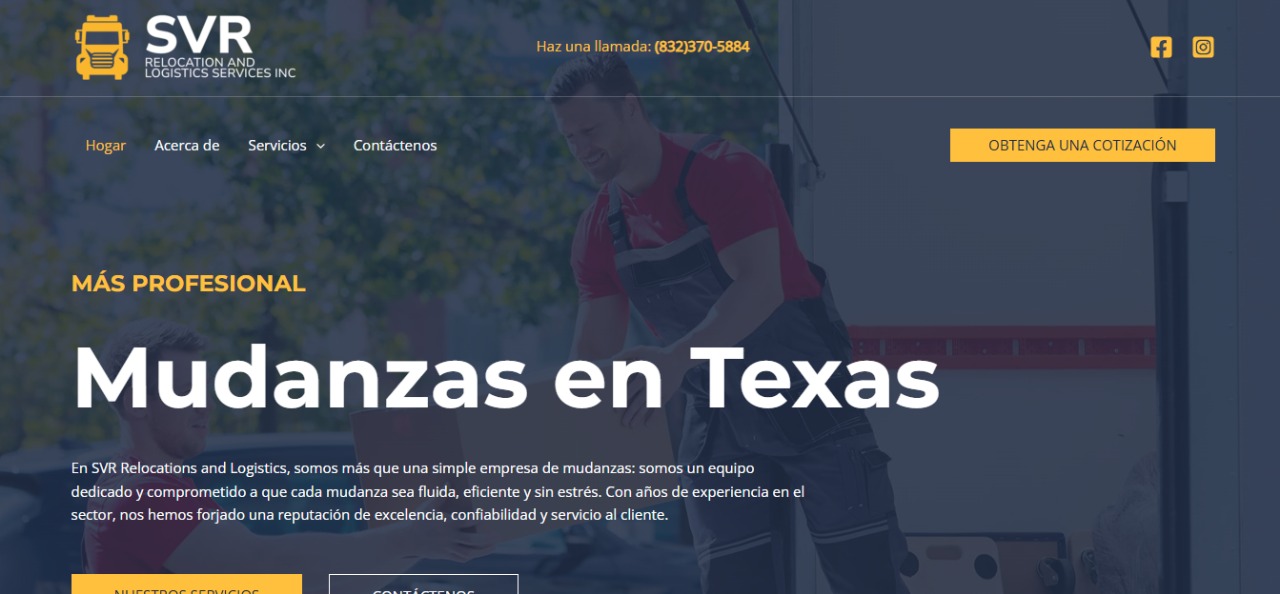 SVR
RELOCATION AND
LOGISTICS SERVICES INC
Haz una llamada: (832)370-5884
Hogar
Acerca de
Servicios
Contáctenos
OBTENGA UNA COTIZACIÓN
MÁS PROFESIONAL
Mudanzas en Texas
En SVR Relocations and Logistics, somos más que una simple empresa de mudanzas: somos un equipo
dedicado y comprometido a que cada mudanza sea fluida, eficiente y sin estrés. Con años de experiencia en el
sector, nos hemos forjado una reputación de excelencia, confiabilidad y servicio al cliente.
NUESTROS SERVICIOS
CONTÁCTENOS